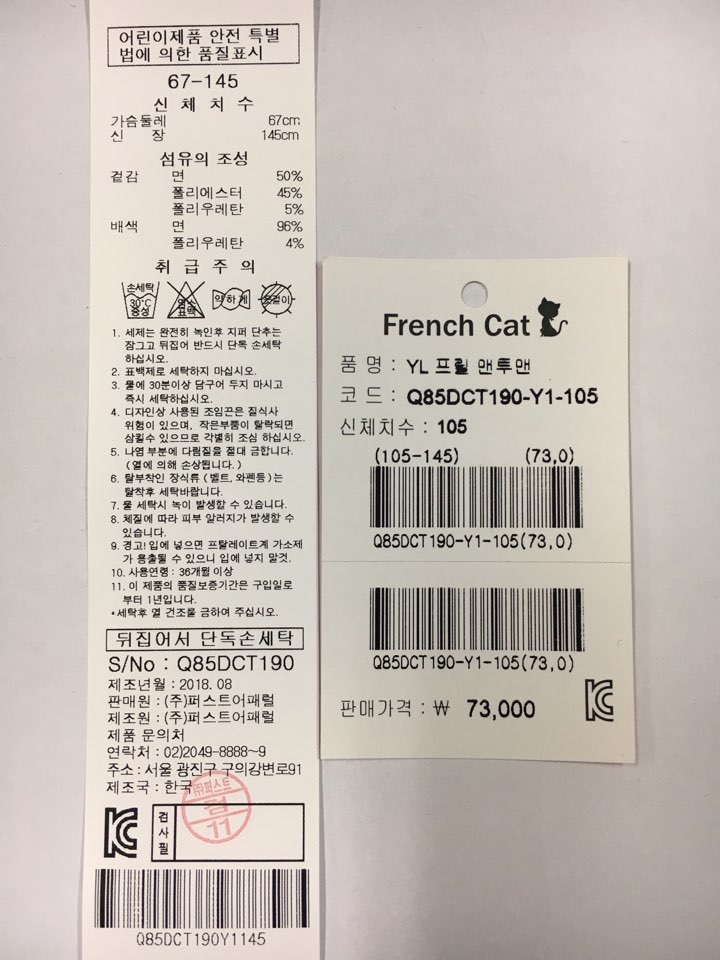 어린이제품 안전 특별
법에 의한 품질표시
67-145
신 체 치 수
가슴둘레 67cm
신 장 145cm
섬유의 조성
겉감 면 50%
폴리에스터 45%
폴리우레탄 5%
배색 면 96%
폴리우레탄 4%
취 급 주 의
손세탁
30℃
중성
염소
표백
약하게
옷걸이
1. 세제는 완전히 녹인후 지퍼 단추는
잠그고 뒤집어 반드시 단독 손세탁
하십시오.
2. 표백제로 세탁하지 마십시오.
3. 물에 30분이상 담구어 두지 마시고
즉시 세탁하십시오.
4. 디자인상 사용된 조임끈은 질식사
위험이 있으며, 작은부품이 탈락되면
삼킬수 있으므로 각별히 조심 하십시오.
5. 나염 부분에 다림질을 절대 금합니다.
(열에 의해 손상됩니다.)
6. 탈부착인 장식류 (벨트, 와펜등)는
탈착후 세탁바랍니다.
7. 물 세탁시 녹이 발생할 수 있습니다.
8. 체질에 따라 피부 알러지가 발생할 수
있습니다.
9. 경고! 입에 넣으면 프탈레이트계 가소제
가 용출될 수 있으니 입에 넣지 말것.
10. 사용연령 : 36개월 이상
11. 이 제품의 품질보증기간은 구입일로
부터 1년입니다.
*세탁후 열 건조를 금하여 주십시오.
뒤집어서 단독손세탁
S/No : Q85DCT190
제조년월 : 2018. 08
판매원 : (주)퍼스트어패럴
제조원 : (주)퍼스트어패럴
제품 문의처
연락처 : 02)2049-8888~9
주소 : 서울 광진구 구의강변로91
제조국 : 한국
(주)퍼스트
검
11
KC
검
사
필
Q85DCT190Y1145
French Cat
품 명 : YL 프릴 맨투맨
코 드 : Q85DCT190-Y1-105
신체치수 : 105
(105-145) (73,0)
Q85DCT190-Y1-105(73,0)
Q85DCT190-Y1-105(73,0)
판매가격 : ₩ 73,000
KC